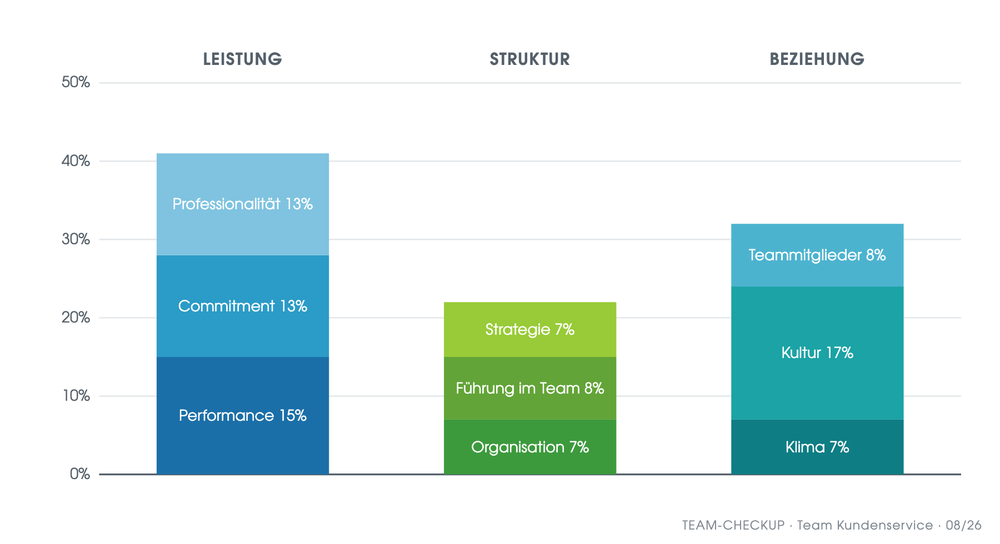 LEISTUNG STRUKTUR BEZIEHUNG
50%
40%
30%
20%
10%
0%
Professionalität 13%
Commitment 13%
Performance 15%
Strategie 7%
Führung im Team 8%
Organisation 7%
Teammitglieder 8%
Kultur 17%
Klima 7%
TEAM-CHECKUP · Team Kundenservice · 08/26